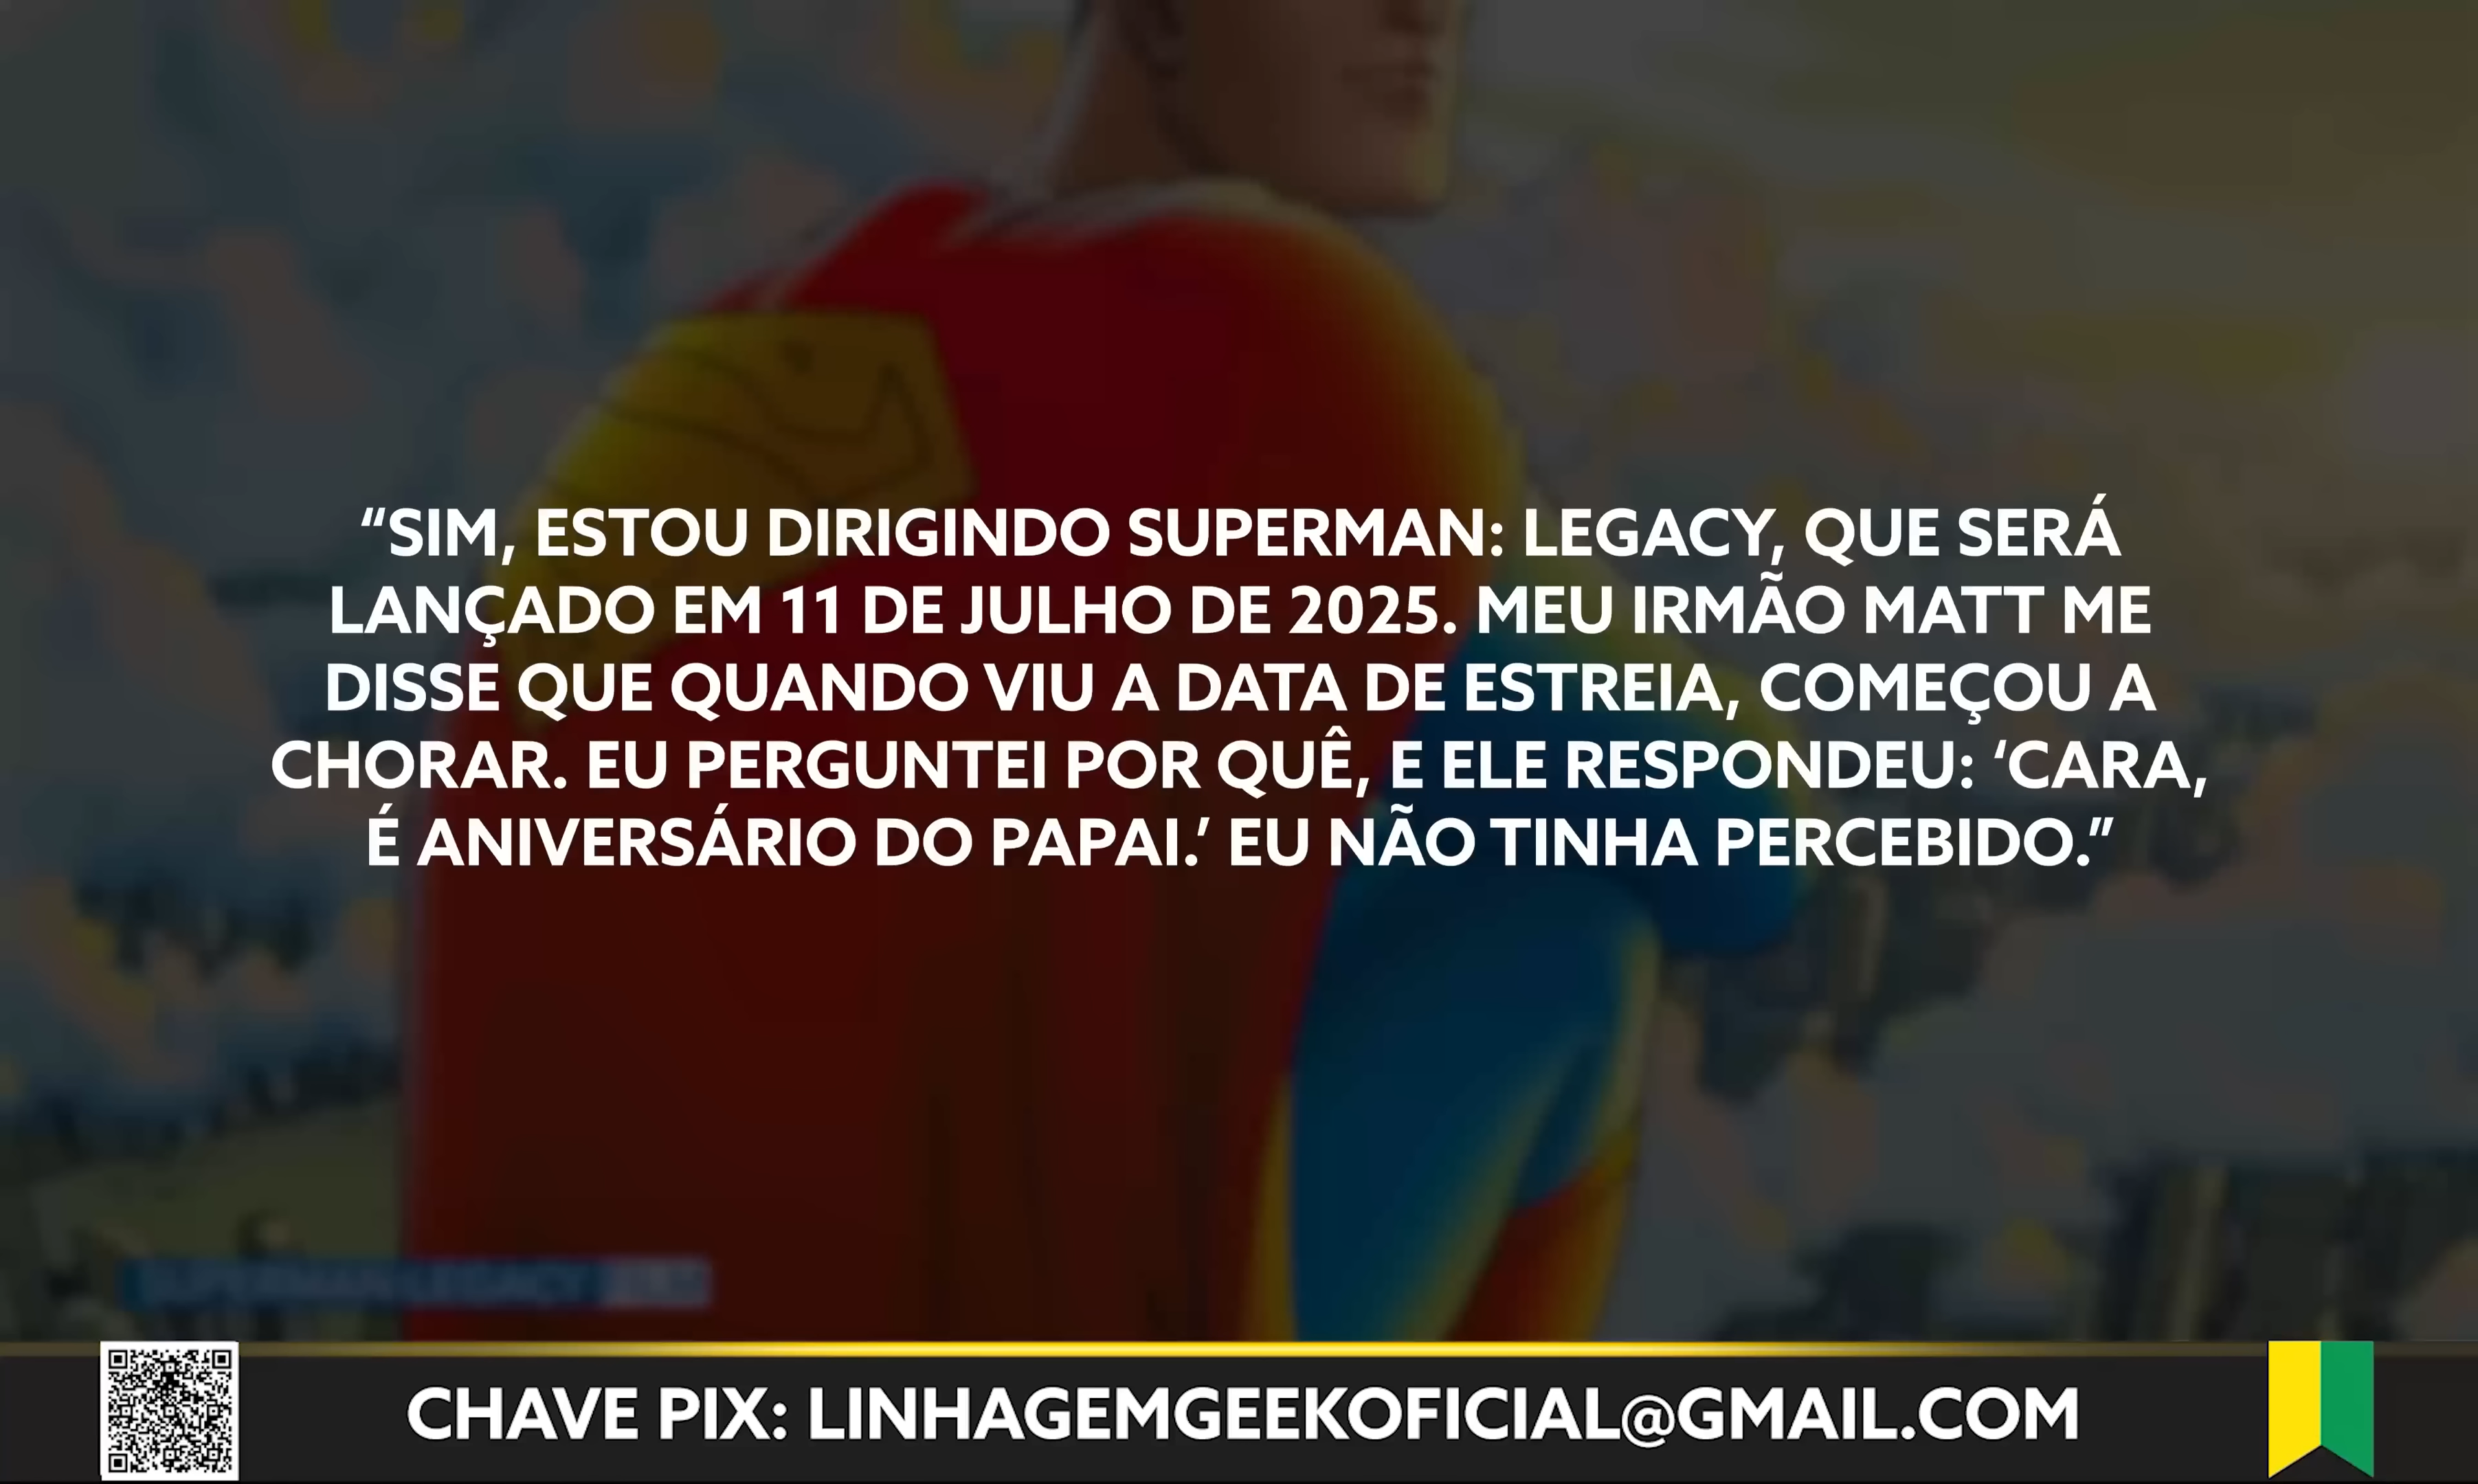 “SIM, ESTOU DIRIGINDO SUPERMAN: LEGACY, QUE SERÁ
LANÇADO EM 11 DE JULHO DE 2025. MEU IRMÃO MATT ME
DISSE QUE QUANDO VIU A DATA DE ESTREIA, COMEÇOU A
CHORAR. EU PERGUNTEI POR QUÊ, E ELE RESPONDEU: ‘CARA,
É ANIVERSÁRIO DO PAPAI.’ EU NÃO TINHA PERCEBIDO.”
SUPERMAN LEGACY
CHAVE PIX: LINHAGEMGEEKOFICIAL@GMAIL.COM